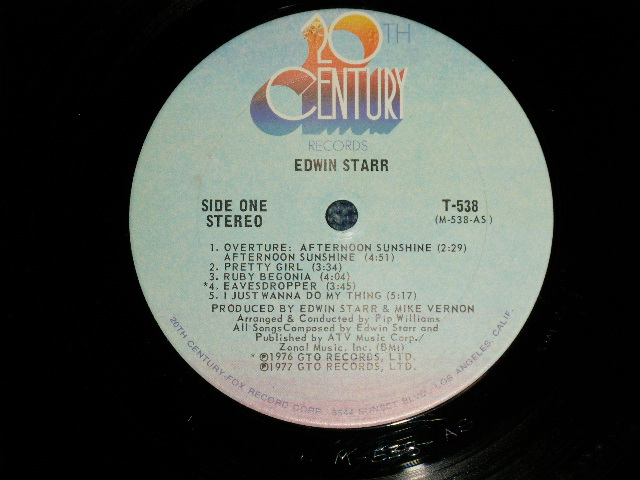 20TH
CENTURY
RECORDS
EDWIN STARR
SIDE ONE
STEREO
T-538
(M-538-AS)
1. OVERTURE: AFTERNOON SUNSHINE (2:29)
AFTERNOON SUNSHINE (4:51)
2. PRETTY GIRL (3:34)
3. RUBY BEGONIA (4:04)
*4. EAVESDROPPER (3:45)
5. I JUST WANNA DO MY THING (5:17)
PRODUCED BY EDWIN STARR & MIKE VERNON
Arranged & Conducted by Pip Williams
All Songs Composed by Edwin Starr and
Published by ATV Music Corp./
Zonal Music, Inc. (BMI)
* ℗1976 GTO RECORDS, LTD.
℗1977 GTO RECORDS, LTD.
20TH CENTURY-FOX RECORD CORP. 8544 SUNSET BLVD. - LOS ANGELES, CALIF.